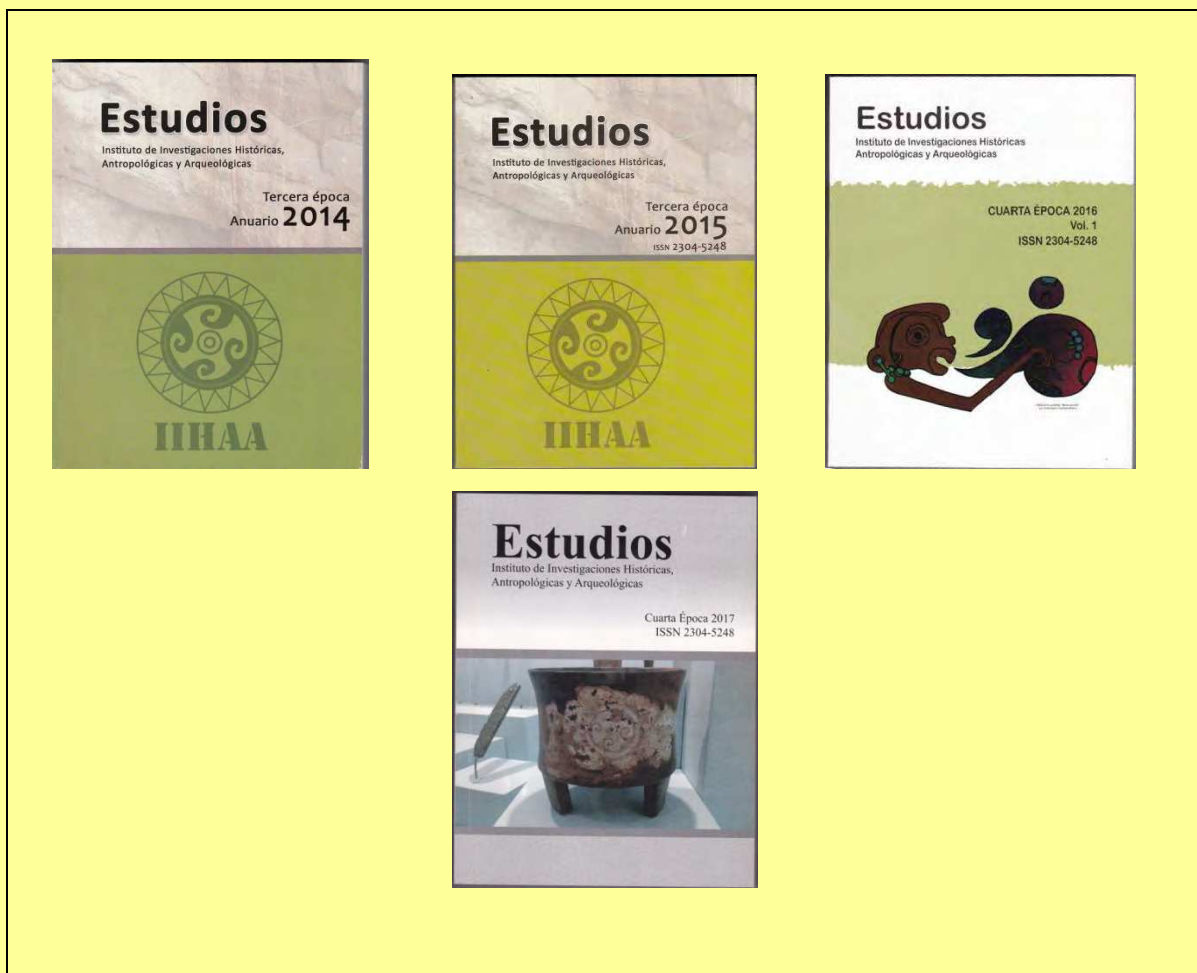 Estudios
Instituto de Investigaciones Históricas,
Antropológicas y Arqueológicas
Tercera época
Anuario 2014
IIHAA
Estudios
Instituto de Investigaciones Históricas,
Antropológicas y Arqueológicas
Tercera época
Anuario 2015
ISSN 2304-5248
IIHAA
Estudios
Instituto de Investigaciones Históricas
Antropológicas y Arqueológicas
CUARTA ÉPOCA 2016
Vol. 1
ISSN 2304-5248
Estudios
Instituto de Investigaciones Históricas,
Antropológicas y Arqueológicas
Cuarta Época 2017
ISSN 2304-5248